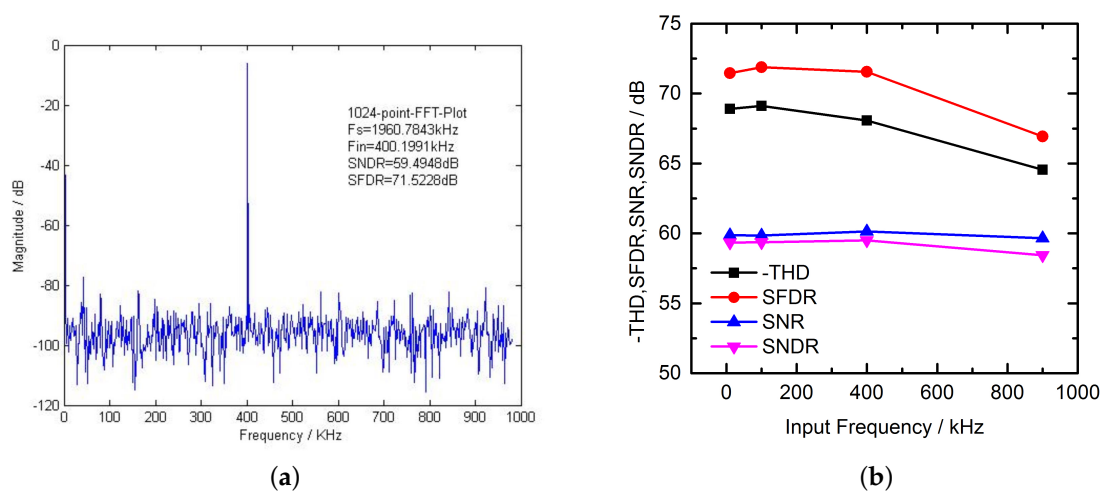 0
-20
-40
-60
-80
-100
-120
Magnitude / dB
1024-point-FFT-Plot
Fs=1960.7843kHz
Fin=400.1991kHz
SNDR=59.4948dB
SFDR=71.5228dB
0 100 200 300 400 500 600 700 800 900 1000
Frequency / KHz
(a)
75
70
65
60
55
50
-THD,SFDR,SNR,SNDR / dB
-THD
SFDR
SNR
SNDR
0 200 400 600 800 1000
Input Frequency / kHz
(b)